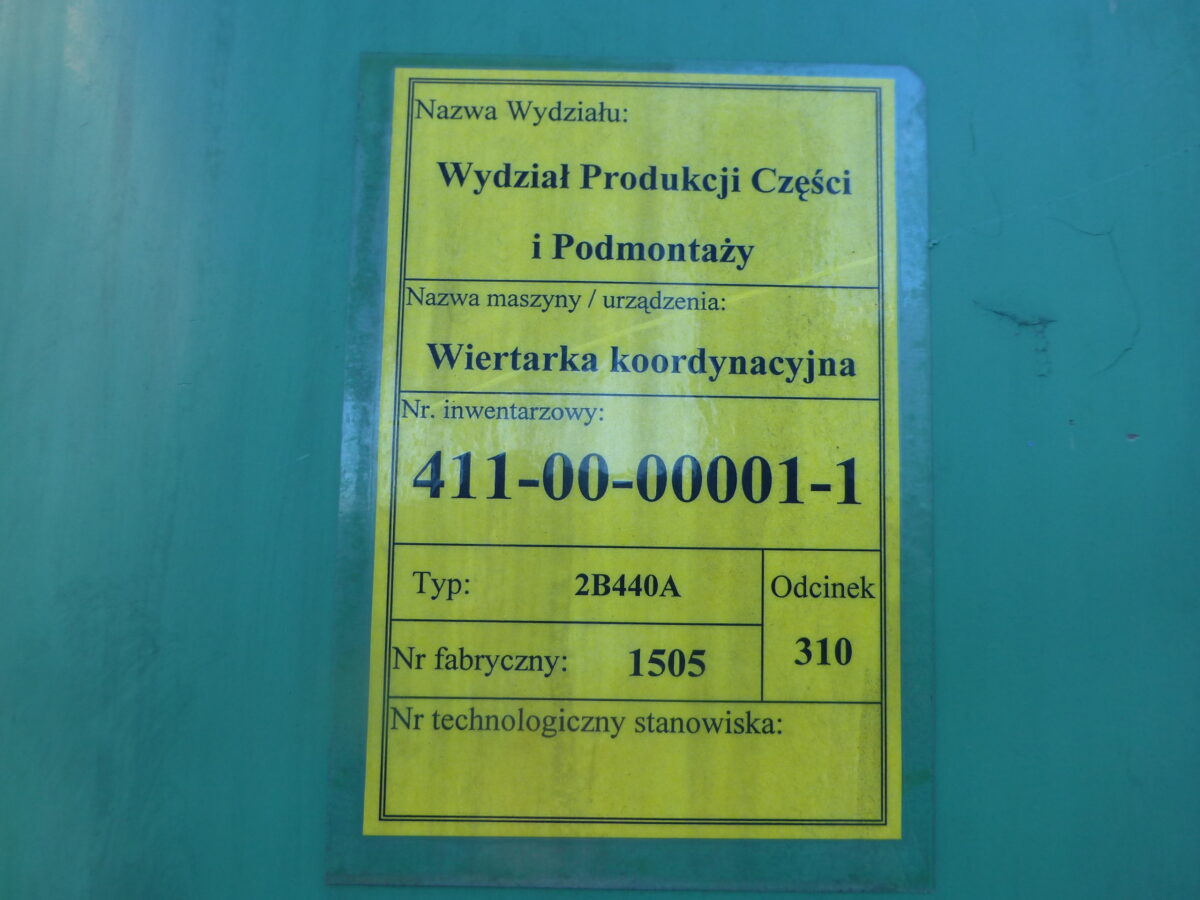 Nazwa Wydziału:
Wydział Produkcji Części
i Podmontaży
Nazwa maszyny / urządzenia:
Wiertarka koordynacyjna
Nr. inwentarzowy:
411-00-00001-1
Typ: 2B440A
Odcinek
310
Nr fabryczny: 1505
Nr technologiczny stanowiska: